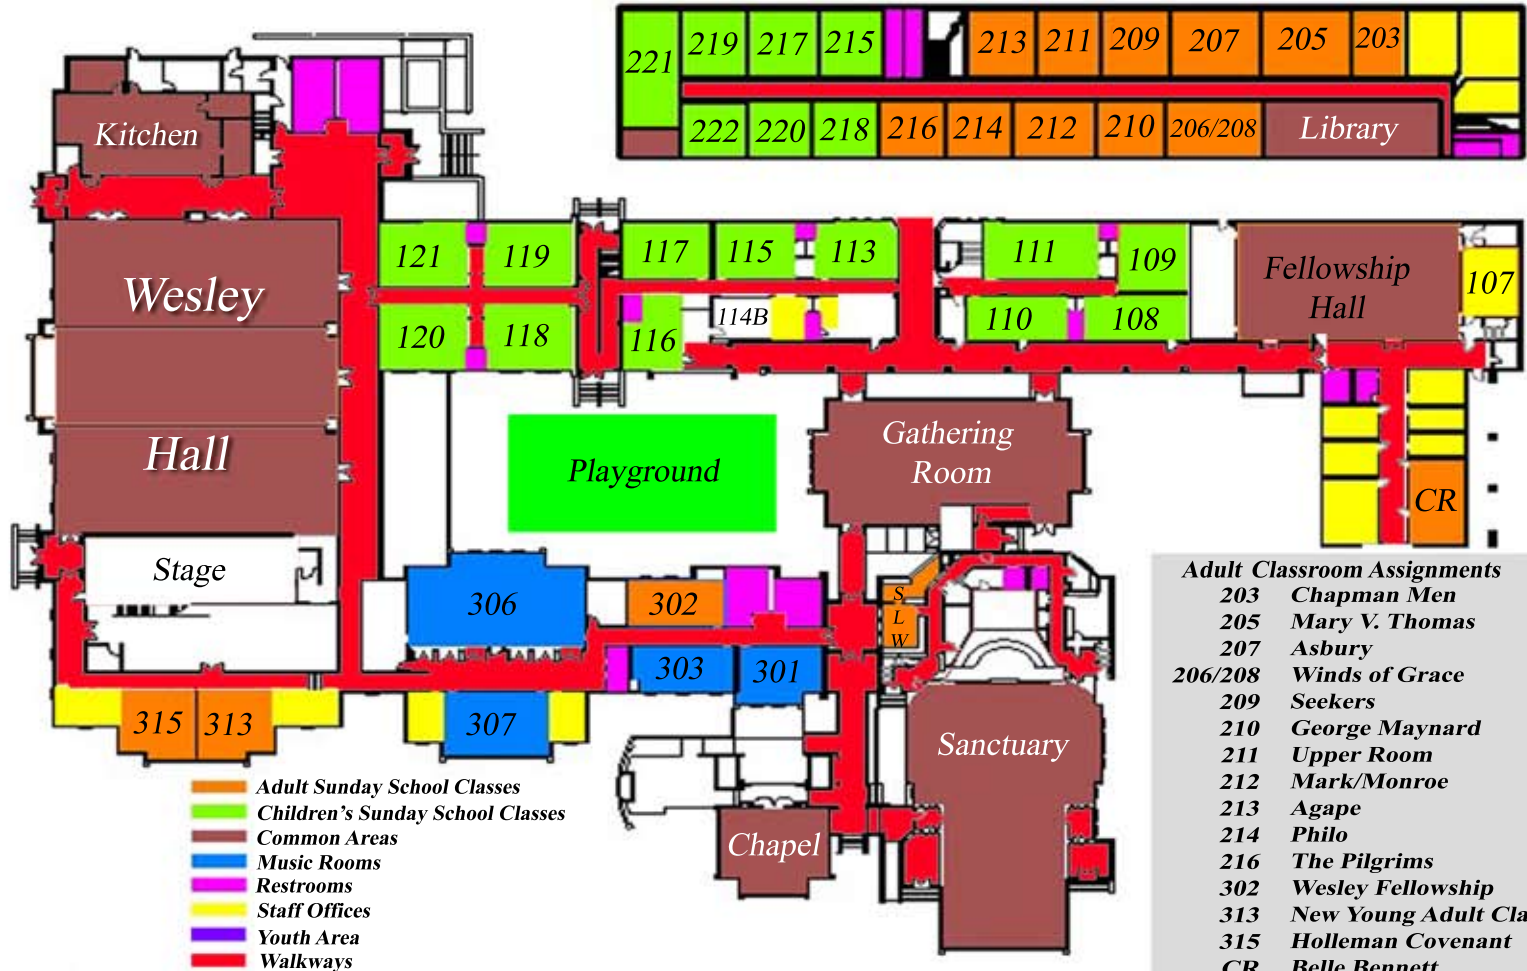 221
219
217
215
213
211
209
207
205
203
222
220
218
216
214
212
210
206/208
Library
Kitchen
Wesley
Hall
121
119
120
118
117
115
113
111
109
116
114B
110
108
Fellowship
Hall
107
Playground
Gathering
Room
CR
Stage
306
302
303
301
S
L
W
315
313
307
Sanctuary
Chapel
Adult Sunday School Classes
Children's Sunday School Classes
Common Areas
Music Rooms
Restrooms
Staff Offices
Youth Area
Walkways
Adult Classroom Assignments
203 Chapman Men
205 Mary V. Thomas
207 Asbury
206/208 Winds of Grace
209 Seekers
210 George Maynard
211 Upper Room
212 Mark/Monroe
213 Agape
214 Philo
216 The Pilgrims
302 Wesley Fellowship
313 New Young Adult Cla
315 Holleman Covenant
CR Belle Bennett